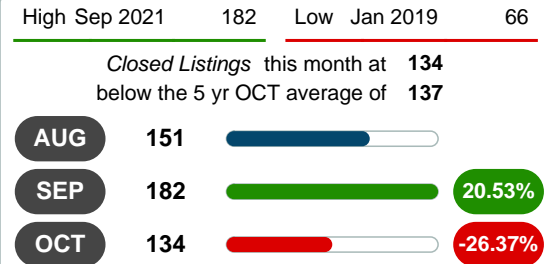 High Sep 2021 182 Low Jan 2019 66
Closed Listings this month at 134
below the 5 yr OCT average of 137
AUG 151
SEP 182 20.53%
OCT 134 -26.37%